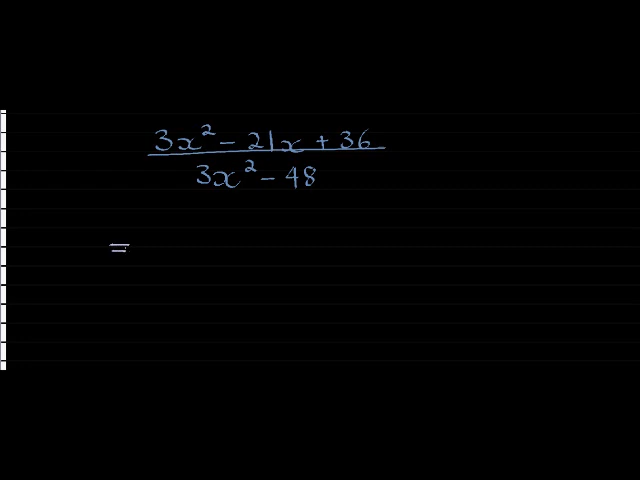 3x² - 21x + 36
3x² - 48
=